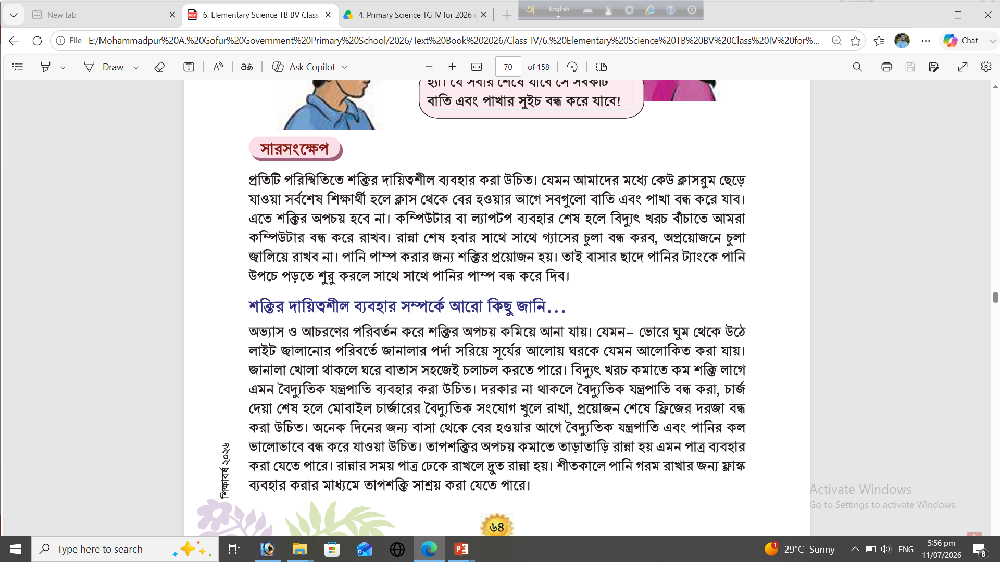 New tab
6. Elementary Science TB BV Class
4. Primary Science TG IV for 2026 c
English
File E:/Mohammadpur%20A.%20Gofur%20Government%20Primary%20School/2026/Text%20Book%202026/Class-IV/6.%20Elementary%20Science%20TB%20BV%20Class%20IV%20for%...
Chat
Draw
Ask Copilot
70 of 158
হ্যাঁ। যে সবার শেষে যাবে সে সবকটি
বাতি এবং পাখার সুইচ বন্ধ করে যাবে!
সারসংক্ষেপ
প্রতিটি পরিস্থিতিতে শক্তির দায়িত্বশীল ব্যবহার করা উচিত। যেমন আমাদের মধ্যে কেউ ক্লাসরুম ছেড়ে
যাওয়া সর্বশেষ শিক্ষার্থী হলে ক্লাস থেকে বের হওয়ার আগে সবগুলো বাতি এবং পাখা বন্ধ করে যাব।
এতে শক্তির অপচয় হবে না। কম্পিউটার বা ল্যাপটপ ব্যবহার শেষ হলে বিদ্যুৎ খরচ বাঁচাতে আমরা
কম্পিউটার বন্ধ করে রাখব। রান্না শেষ হবার সাথে সাথে গ্যাসের চুলা বন্ধ করব, অপ্রয়োজনে চুলা
জ্বালিয়ে রাখব না। পানি পাম্প করার জন্য শক্তির প্রয়োজন হয়। তাই বাসার ছাদে পানির ট্যাংকে পানি
উপচে পড়তে শুরু করলে সাথে সাথে পানির পাম্প বন্ধ করে দিব।
শক্তির দায়িত্বশীল ব্যবহার সম্পর্কে আরো কিছু জানি...
অভ্যাস ও আচরণের পরিবর্তন করে শক্তির অপচয় কমিয়ে আনা যায়। যেমন– ভোরে ঘুম থেকে উঠে
লাইট জ্বালানোর পরিবর্তে জানালার পর্দা সরিয়ে সূর্যের আলোয় ঘরকে যেমন আলোকিত করা যায়।
জানালা খোলা থাকলে ঘরে বাতাস সহজেই চলাচল করতে পারে। বিদ্যুৎ খরচ কমাতে কম শক্তি লাগে
এমন বৈদ্যুতিক যন্ত্রপাতি ব্যবহার করা উচিত। দরকার না থাকলে বৈদ্যুতিক যন্ত্রপাতি বন্ধ করা, চার্জ
দেয়া শেষ হলে মোবাইল চার্জারের বৈদ্যুতিক সংযোগ খুলে রাখা, প্রয়োজন শেষে ফ্রিজের দরজা বন্ধ
করা উচিত। অনেক দিনের জন্য বাসা থেকে বের হওয়ার আগে বৈদ্যুতিক যন্ত্রপাতি এবং পানির কল
ভালোভাবে বন্ধ করে যাওয়া উচিত। তাপশক্তির অপচয় কমাতে তাড়াতাড়ি রান্না হয় এমন পাত্র ব্যবহার
করা যেতে পারে। রান্নার সময় পাত্র ঢেকে রাখলে দ্রুত রান্না হয়। শীতকালে পানি গরম রাখার জন্য ফ্লাস্ক
ব্যবহার করার মাধ্যমে তাপশক্তি সাশ্রয় করা যেতে পারে।
শিক্ষাবর্ষ ২০২৬
৬৪
Activate Windows
Go to Settings to activate Windows.
Type here to search
1
29°C Sunny
ENG
5:56 pm
11/07/2026
8